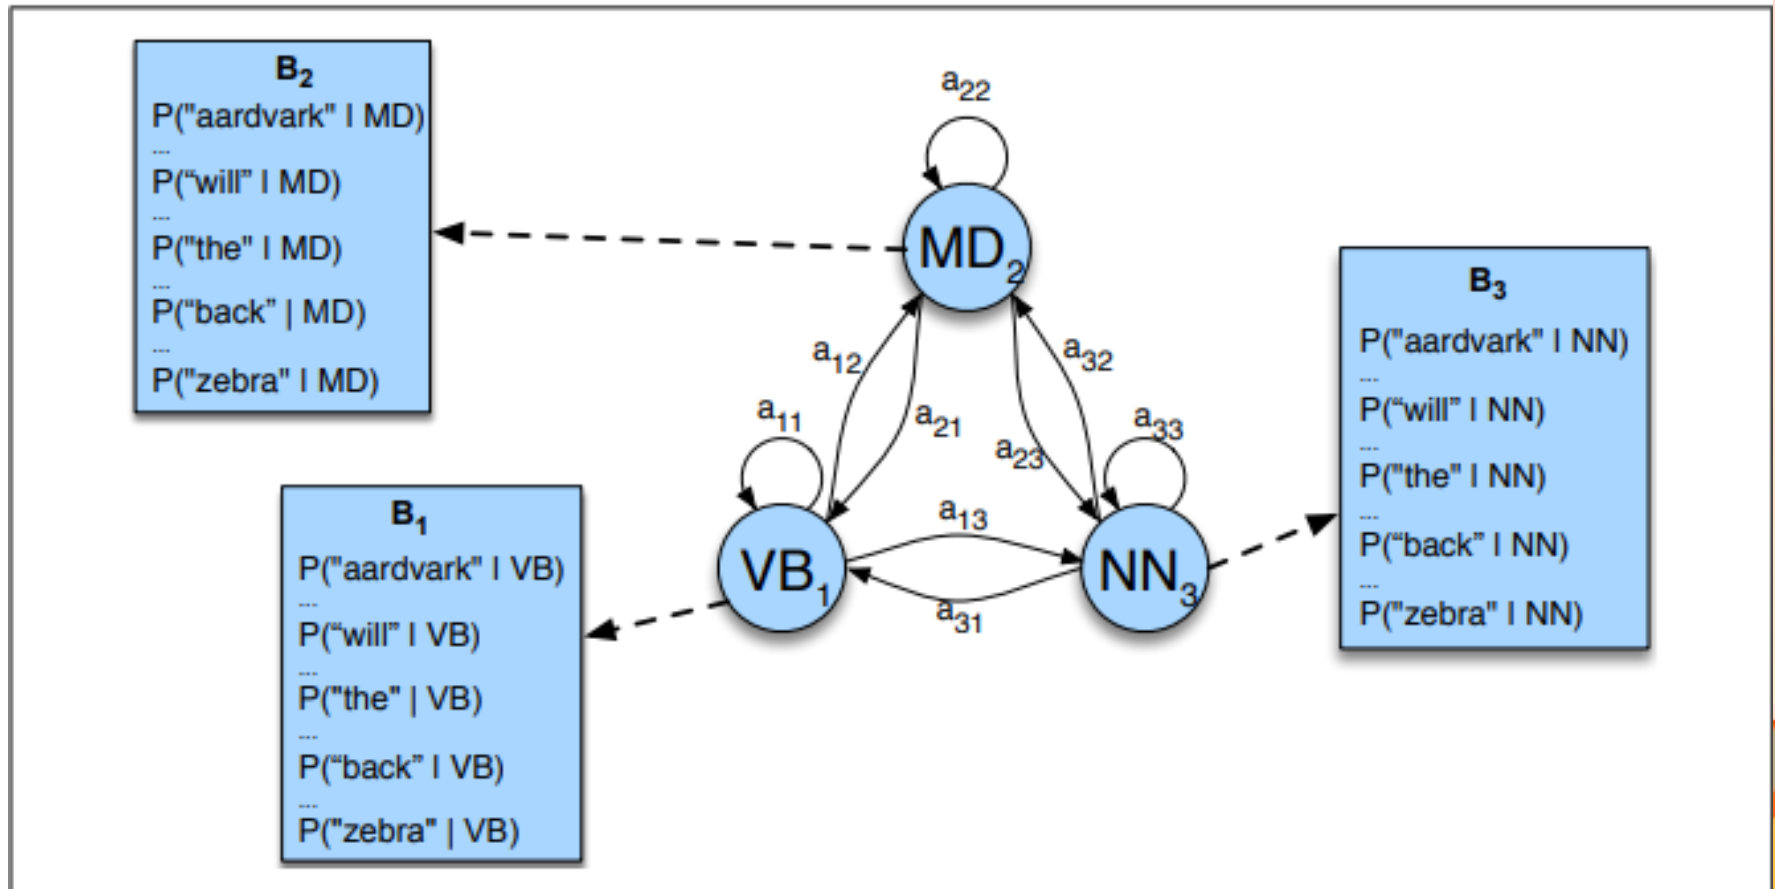 B2
P("aardvark" | MD)
...
P(“will” | MD)
...
P("the" | MD)
...
P(“back” | MD)
...
P("zebra" | MD)
a22
MD2
a12
a21
a32
a23
a11
a33
VB1
a13
a31
NN3
B1
P("aardvark" | VB)
...
P(“will” | VB)
...
P("the" | VB)
...
P(“back” | VB)
...
P("zebra" | VB)
B3
P("aardvark" | NN)
...
P(“will” | NN)
...
P("the" | NN)
...
P(“back” | NN)
...
P("zebra" | NN)